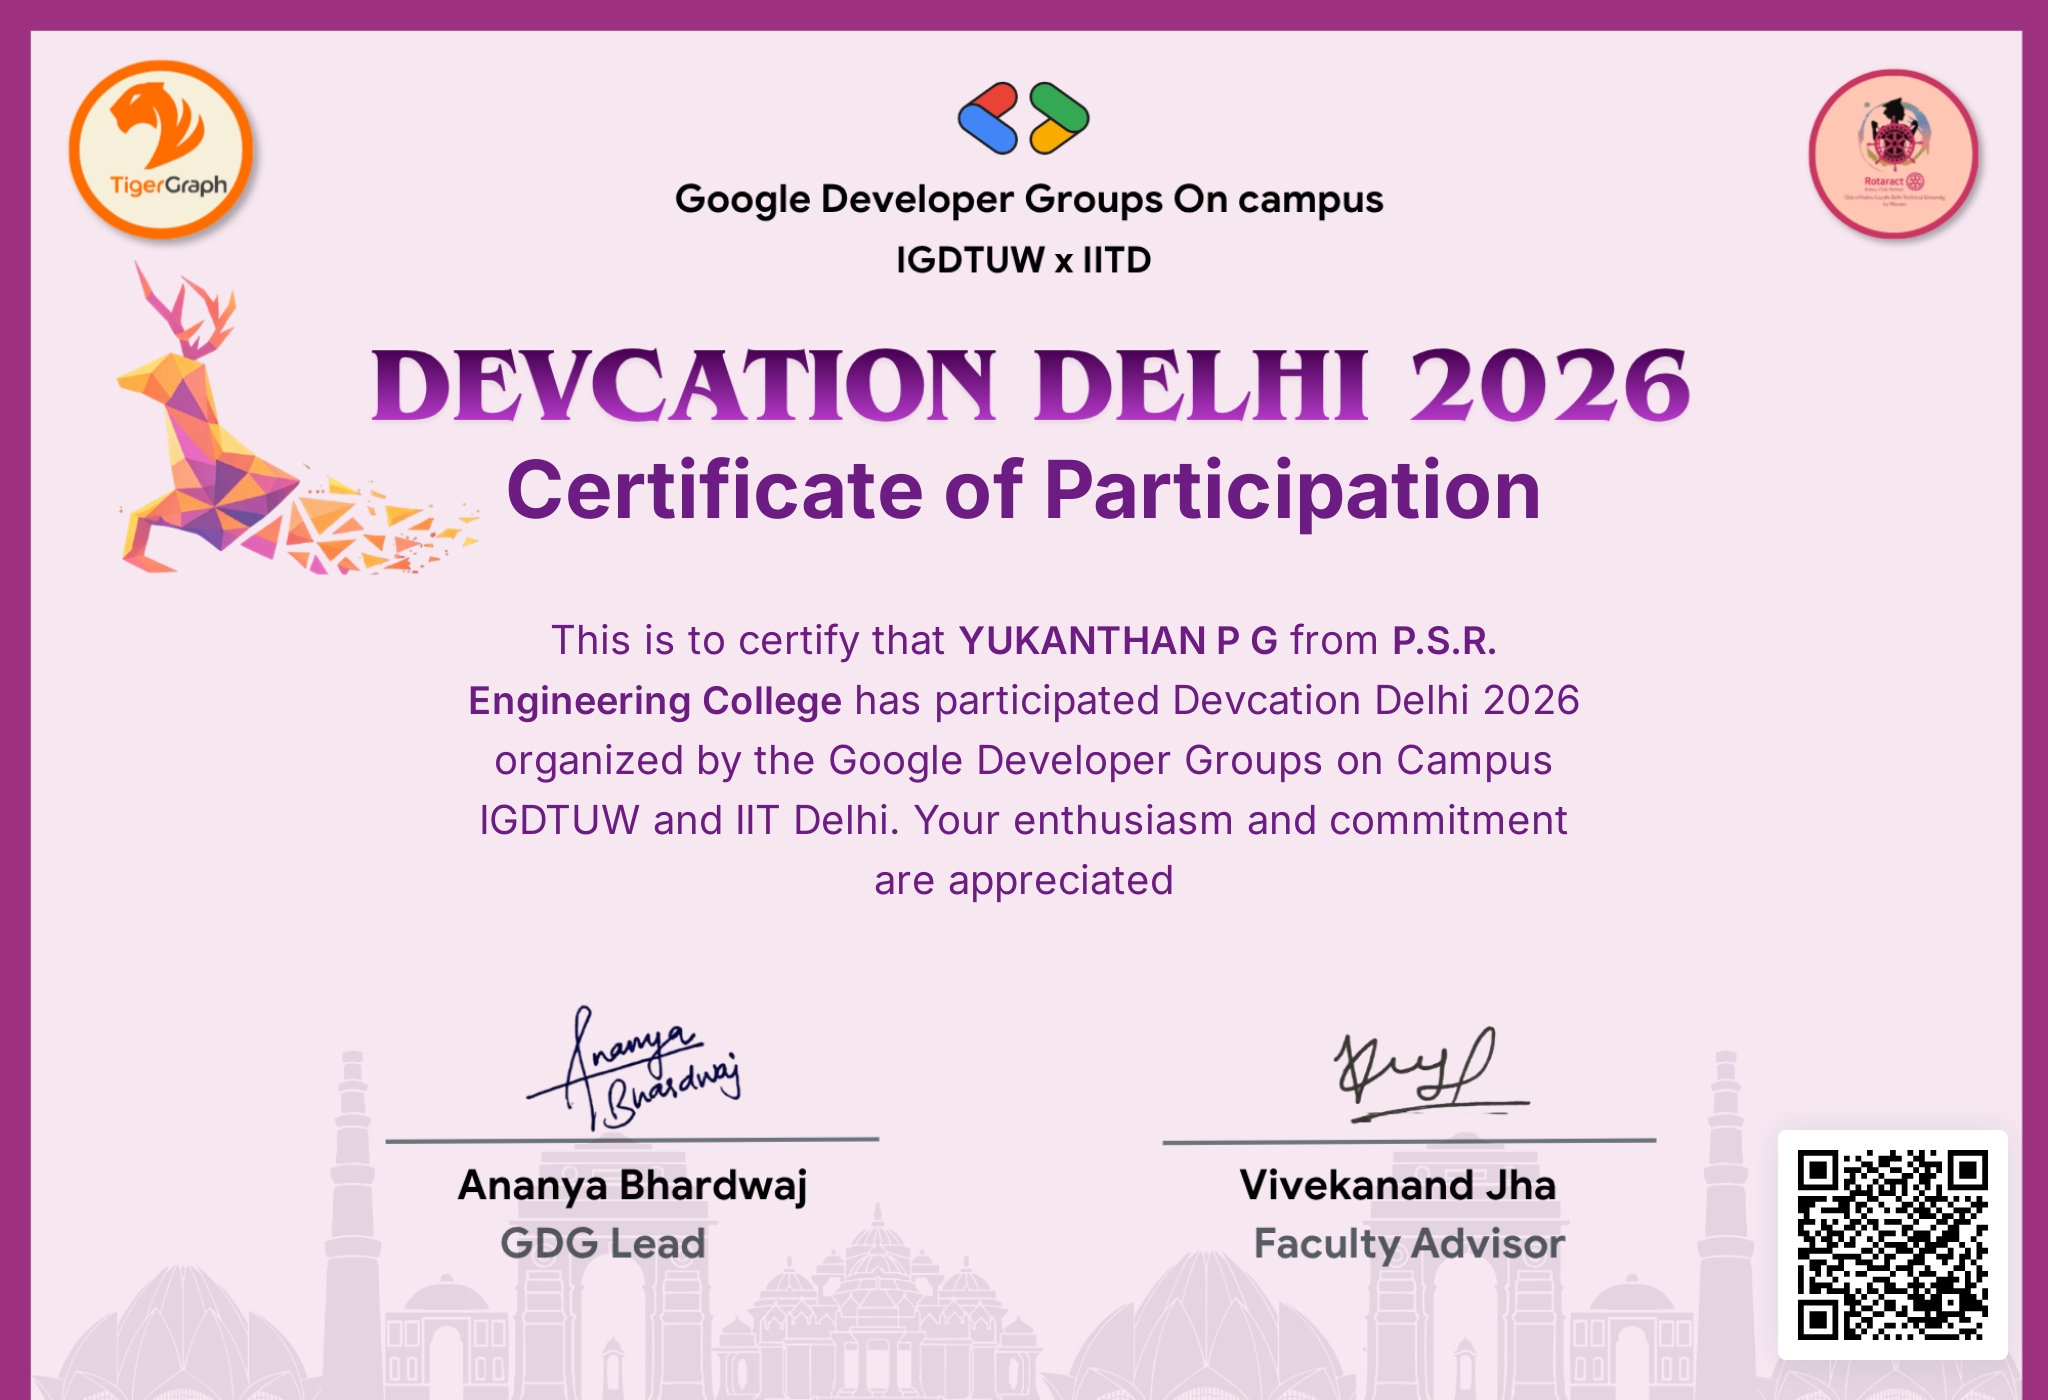 TigerGraph
Rotaract
Google Developer Groups On campus
IGDTUW x IITD
DEVCATION DELHI 2026
Certificate of Participation
This is to certify that YUKANTHAN P G from P.S.R.
Engineering College has participated Devcation Delhi 2026
organized by the Google Developer Groups on Campus
IGDTUW and IIT Delhi. Your enthusiasm and commitment
are appreciated
Ananya
Bhardwaj
Ananya Bhardwaj
GDG Lead
Vivekanand Jha
Faculty Advisor